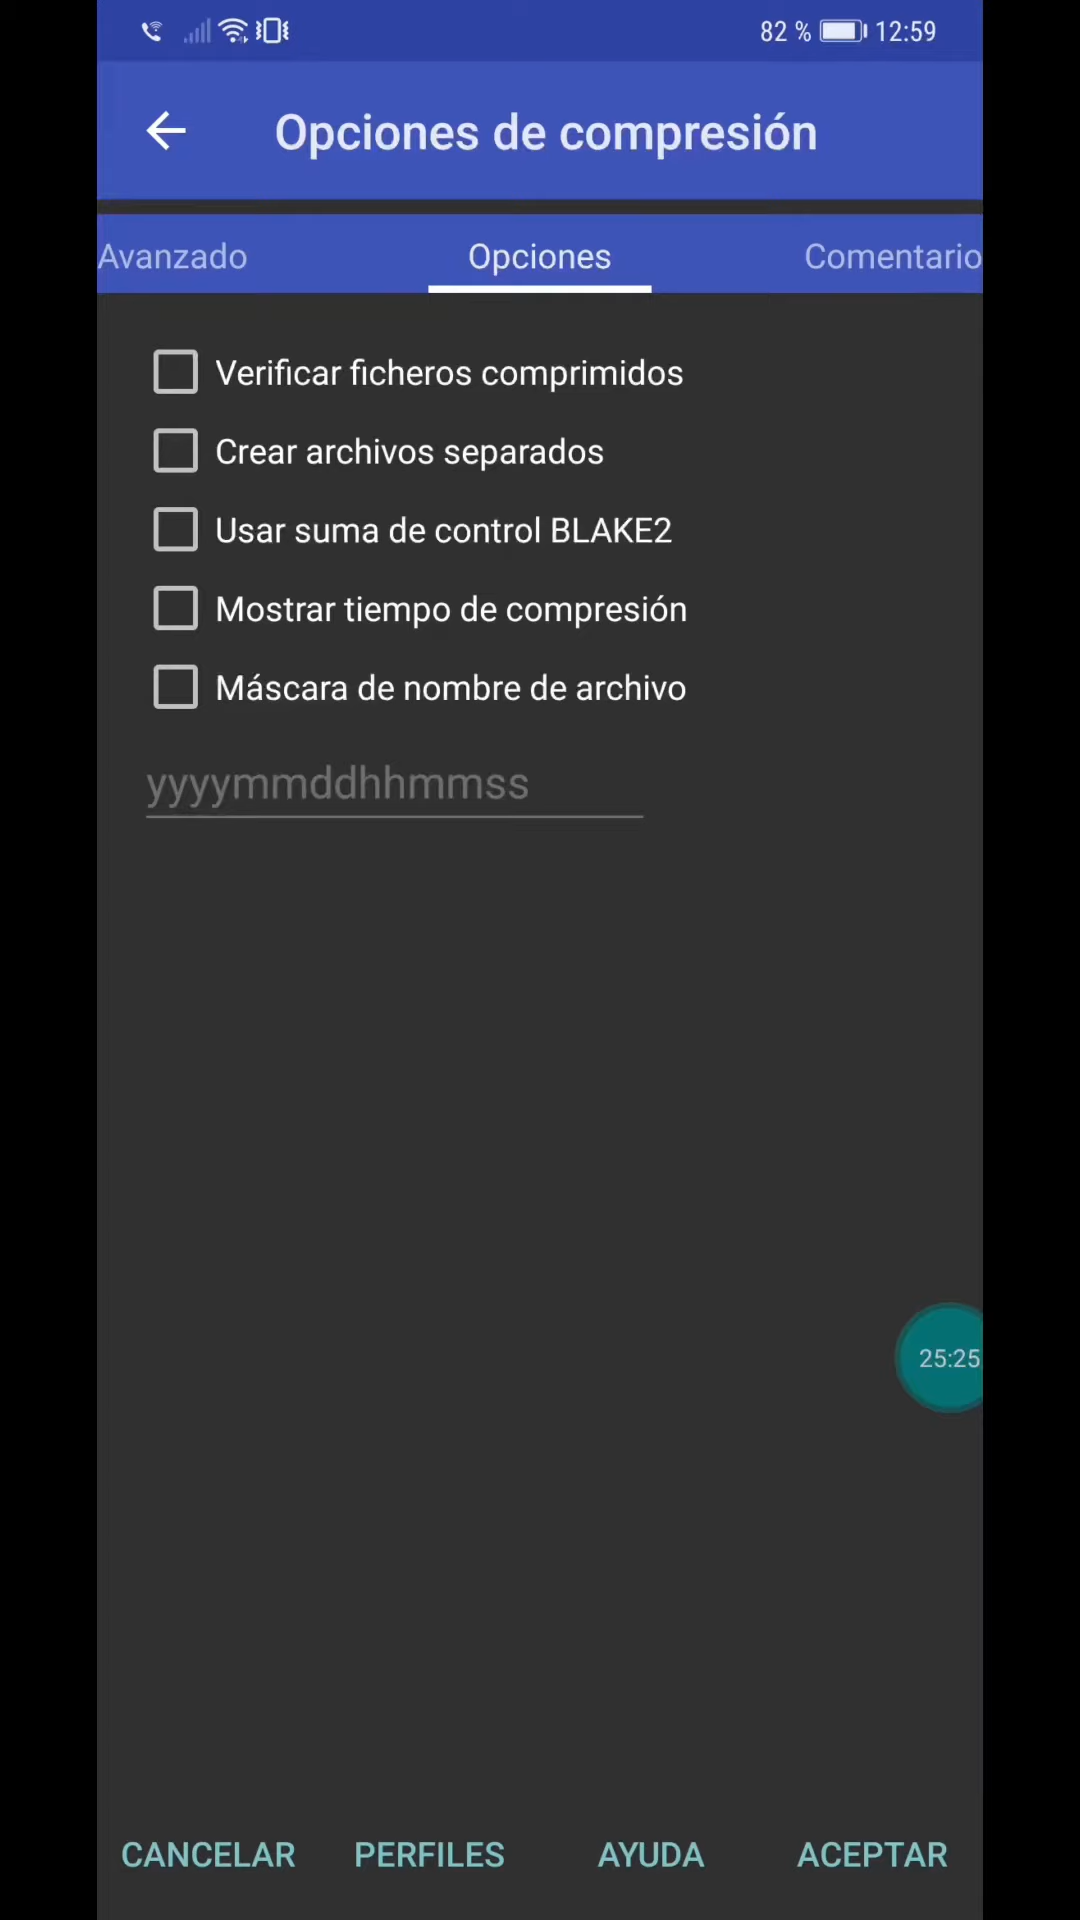 82 % 12:59
Opciones de compresión
Avanzado Opciones Comentario
Verificar ficheros comprimidos
Crear archivos separados
Usar suma de control BLAKE2
Mostrar tiempo de compresión
Máscara de nombre de archivo
yyyymmddhhmmss
25:25
CANCELAR PERFILES AYUDA ACEPTAR